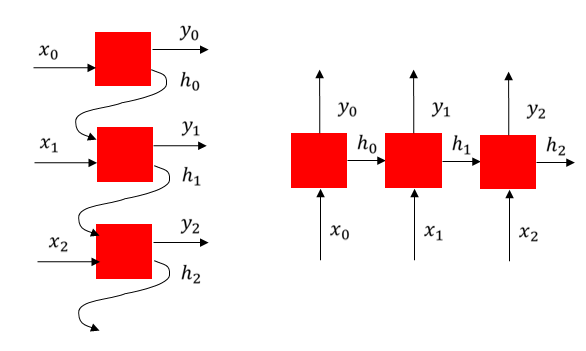 x₀
y₀
h₀
x₁
y₁
h₁
x₂
y₂
h₂
y₀
y₁
y₂
h₀
h₁
h₂
x₀
x₁
x₂